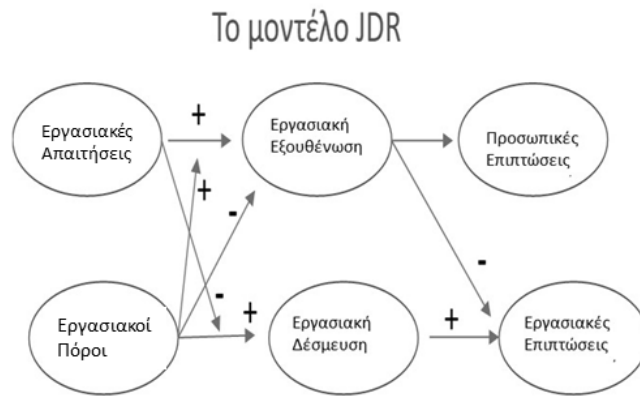 Το μοντέλο JDR
Εργασιακές
Απαιτήσεις
+
Εργασιακή
Εξουθένωση
Προσωπικές
Επιπτώσεις
+
-
-
Εργασιακοί
Πόροι
-
+
Εργασιακή
Δέσμευση
+
Εργασιακές
Επιπτώσεις